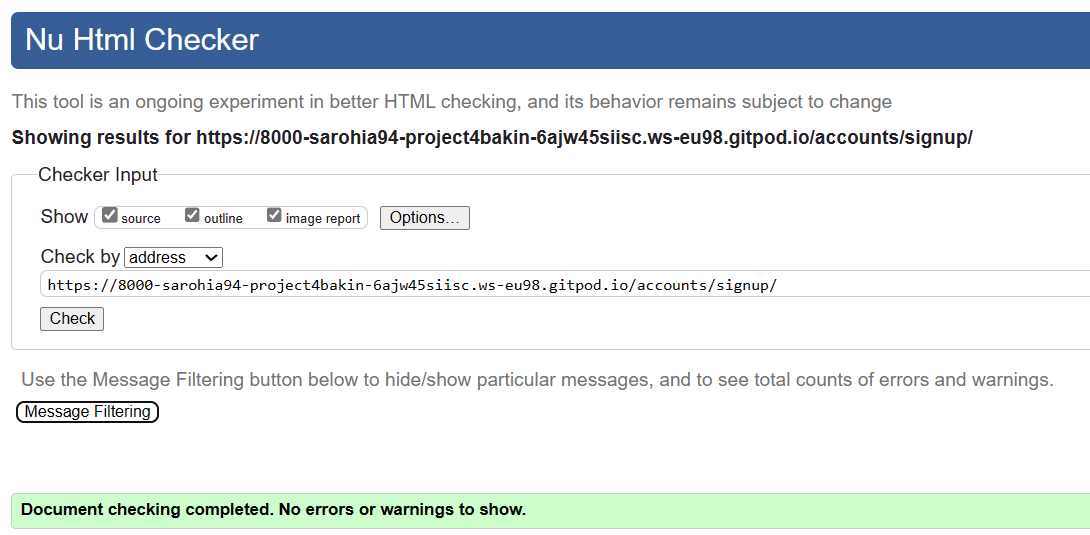 Nu Html Checker
This tool is an ongoing experiment in better HTML checking, and its behavior remains subject to change
Showing results for https://8000-sarohia94-project4bakin-6ajw45siisc.ws-eu98.gitpod.io/accounts/signup/
Checker Input
Show source outline image report Options...
Check by address
https://8000-sarohia94-project4bakin-6ajw45siisc.ws-eu98.gitpod.io/accounts/signup/
Check
Use the Message Filtering button below to hide/show particular messages, and to see total counts of errors and warnings.
Message Filtering
Document checking completed. No errors or warnings to show.